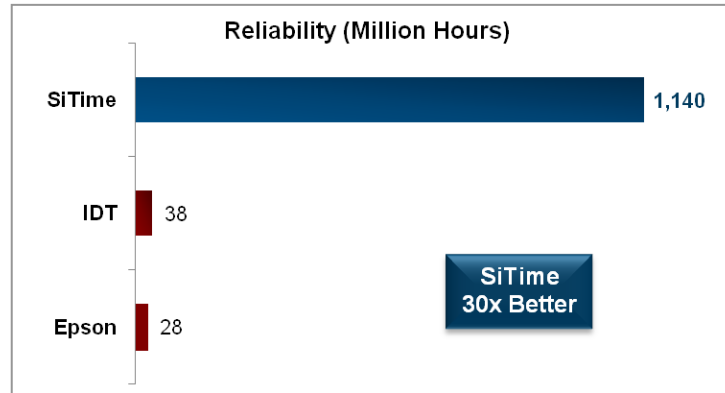 Reliability (Million Hours)
SiTime
1,140
IDT
38
SiTime
30x Better
Epson
28